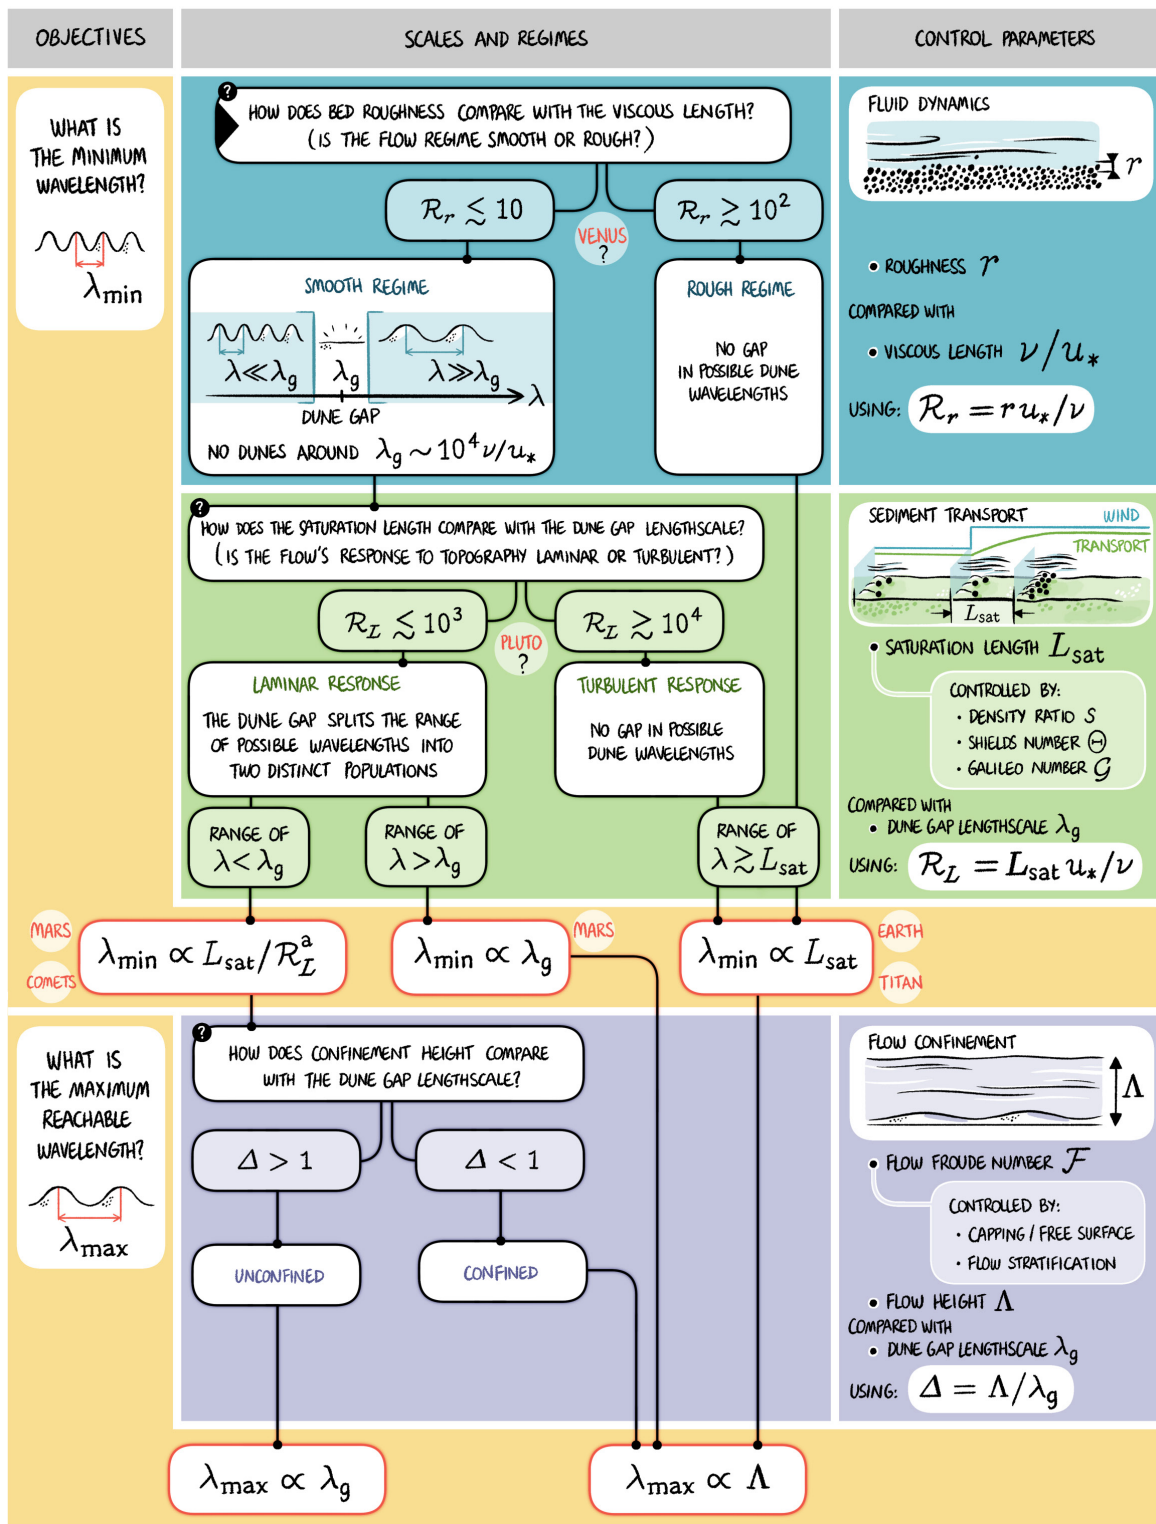 OBJECTIVES
SCALES AND REGIMES
CONTROL PARAMETERS
WHAT IS
THE MINIMUM
WAVELENGTH?
λmin
?
HOW DOES BED ROUGHNESS COMPARE WITH THE VISCOUS LENGTH?
(IS THE FLOW REGIME SMOOTH OR ROUGH?)
ℛr ≲ 10
VENUS
?
ℛr ≳ 10²
SMOOTH REGIME
λ ≪ λg
λg
λ ≫ λg
λ
DUNE GAP
NO DUNES AROUND λg ∼ 10⁴ ν/u*
ROUGH REGIME
NO GAP
IN POSSIBLE DUNE
WAVELENGTHS
FLUID DYNAMICS
r
• ROUGHNESS r
COMPARED WITH
• VISCOUS LENGTH ν/u*
USING: ℛr = r u*/ν
?
HOW DOES THE SATURATION LENGTH COMPARE WITH THE DUNE GAP LENGTHSCALE?
(IS THE FLOW'S RESPONSE TO TOPOGRAPHY LAMINAR OR TURBULENT?)
ℛL ≲ 10³
PLUTO
?
ℛL ≳ 10⁴
LAMINAR RESPONSE
THE DUNE GAP SPLITS THE RANGE
OF POSSIBLE WAVELENGTHS INTO
TWO DISTINCT POPULATIONS
TURBULENT RESPONSE
NO GAP IN POSSIBLE
DUNE WAVELENGTHS
RANGE OF
λ < λg
RANGE OF
λ > λg
RANGE OF
λ ≳ Lsat
SEDIMENT TRANSPORT
WIND
TRANSPORT
Lsat
• SATURATION LENGTH Lsat
CONTROLLED BY:
• DENSITY RATIO S
• SHIELDS NUMBER Θ
• GALILEO NUMBER 𝒢
COMPARED WITH
• DUNE GAP LENGTHSCALE λg
USING: ℛL = Lsat u*/ν
MARS
COMETS
λmin ∝ Lsat/ℛL^a
λmin ∝ λg
MARS
λmin ∝ Lsat
EARTH
TITAN
WHAT IS
THE MAXIMUM
REACHABLE
WAVELENGTH?
λmax
?
HOW DOES CONFINEMENT HEIGHT COMPARE
WITH THE DUNE GAP LENGTHSCALE?
Δ > 1
Δ < 1
UNCONFINED
CONFINED
FLOW CONFINEMENT
Λ
• FLOW FROUDE NUMBER ℱ
CONTROLLED BY:
• CAPPING / FREE SURFACE
• FLOW STRATIFICATION
• FLOW HEIGHT Λ
COMPARED WITH
• DUNE GAP LENGTHSCALE λg
USING: Δ = Λ/λg
λmax ∝ λg
λmax ∝ Λ